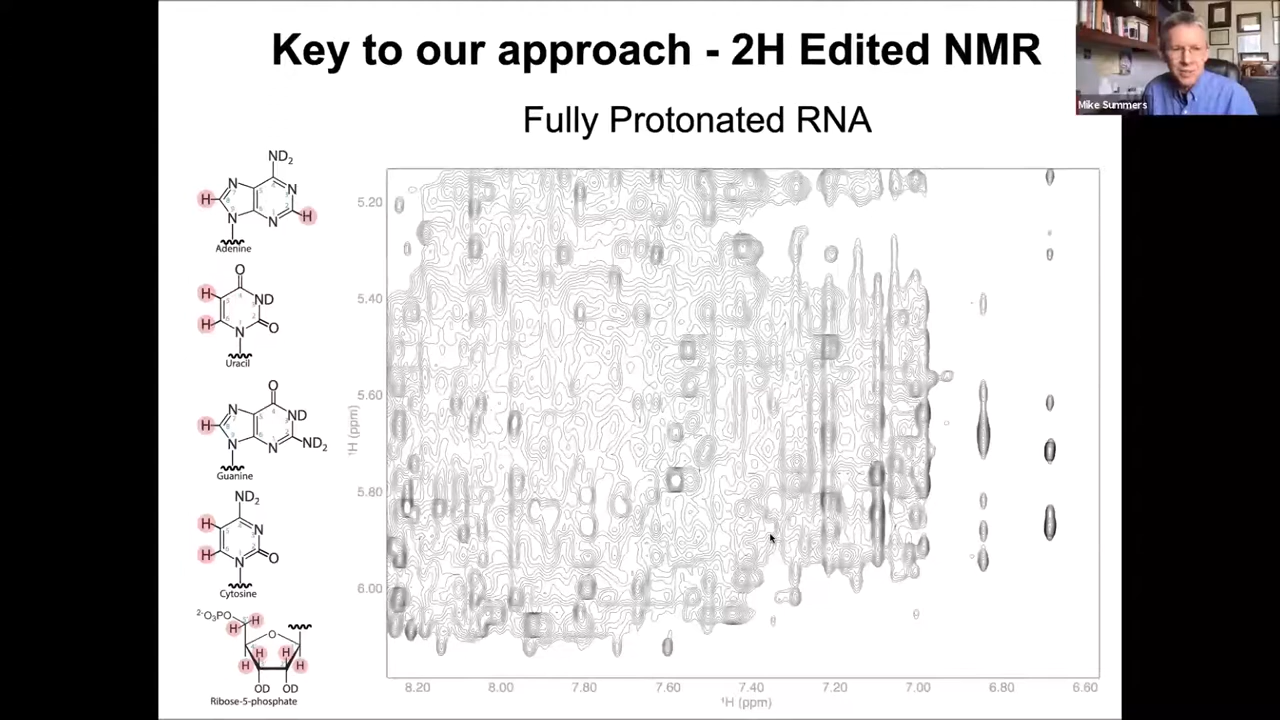 Key to our approach - 2H Edited NMR
Mike Summers
Fully Protonated RNA
ND2
H
N
N
N
N
H
Adenine
O
H
ND
H
N
O
Uracil
O
N
ND
H
N
N
ND2
Guanine
ND2
H
N
H
N
O
Cytosine
2-O3PO
H
H
O
H
H
H
H
OD
OD
Ribose-5-phosphate
5.20
5.40
5.60
5.80
6.00
1H (ppm)
8.20 8.00 7.80 7.60 7.40 7.20 7.00 6.80 6.60
1H (ppm)